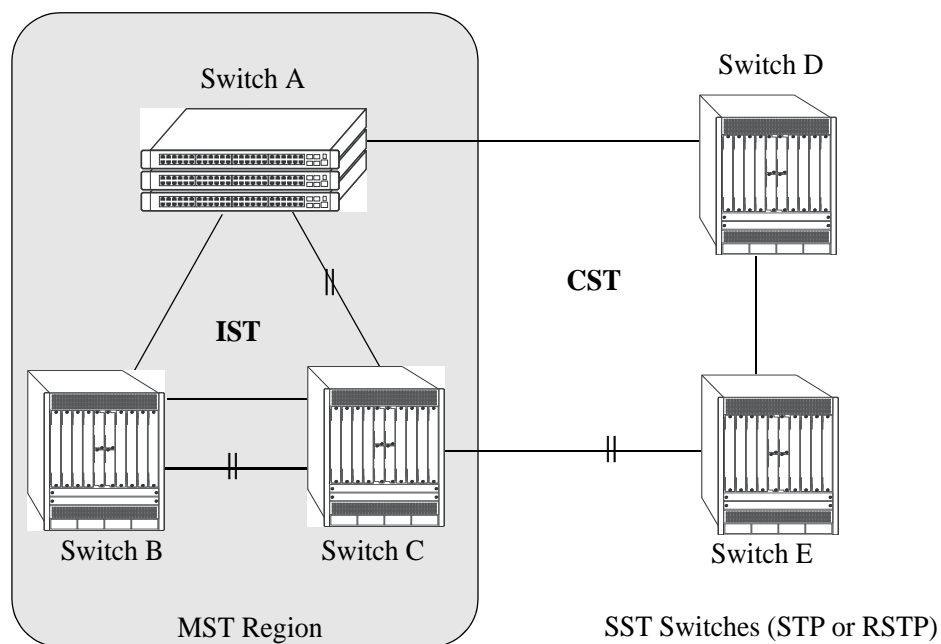 Switch A
Switch D
CST
IST
Switch B
Switch C
Switch E
MST Region
SST Switches (STP or RSTP)